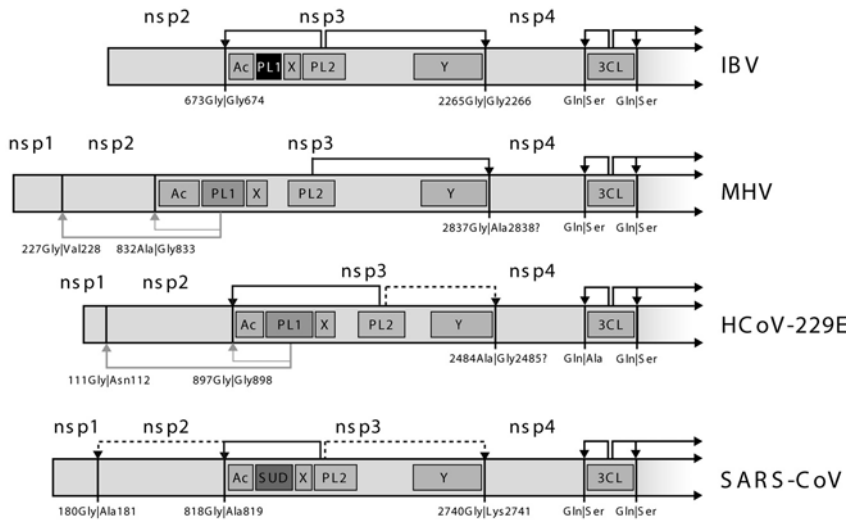 nsp2 nsp3 nsp4
Ac PL1 X PL2 Y 3CL
IBV
673Gly|Gly674 2265Gly|Gly2266 Gln|Ser Gln|Ser
nsp1 nsp2 nsp3 nsp4
Ac PL1 X PL2 Y 3CL
MHV
227Gly|Val228 832Ala|Gly833 2837Gly|Ala2838? Gln|Ser Gln|Ser
nsp1 nsp2 nsp3 nsp4
Ac PL1 X PL2 Y 3CL
HCoV-229E
111Gly|Asn112 897Gly|Gly898 2484Ala|Gly2485? Gln|Ala Gln|Ser
nsp1 nsp2 nsp3 nsp4
Ac SUD X PL2 Y 3CL
SARS-CoV
180Gly|Ala181 818Gly|Ala819 2740Gly|Lys2741 Gln|Ser Gln|Ser